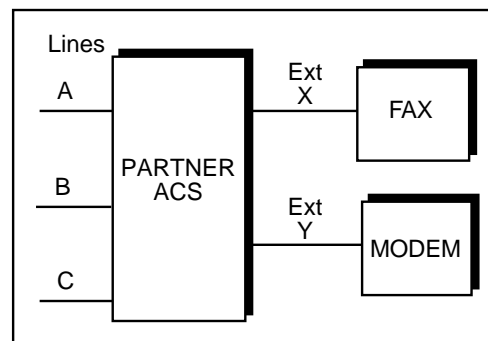 Lines
A
B
C
PARTNER
ACS
Ext
X
FAX
Ext
Y
MODEM